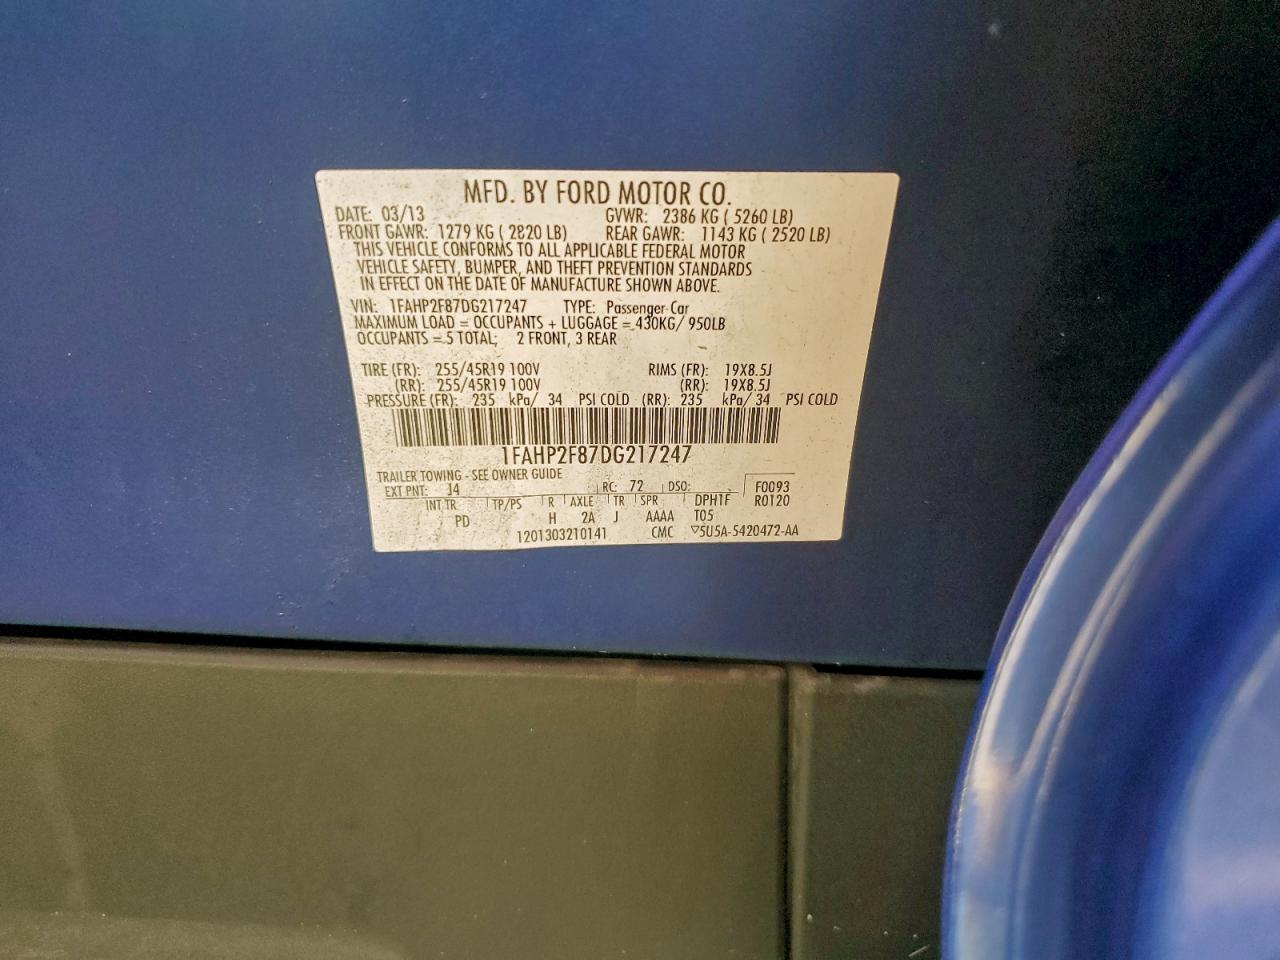 MFD. BY FORD MOTOR CO.
DATE: 03/13 GVWR: 2386 KG ( 5260 LB)
FRONT GAWR: 1279 KG ( 2820 LB) REAR GAWR: 1143 KG ( 2520 LB)
THIS VEHICLE CONFORMS TO ALL APPLICABLE FEDERAL MOTOR
VEHICLE SAFETY, BUMPER, AND THEFT PREVENTION STANDARDS
IN EFFECT ON THE DATE OF MANUFACTURE SHOWN ABOVE.
VIN: 1FAHP2F87DG217247 TYPE: Passenger Car
MAXIMUM LOAD = OCCUPANTS + LUGGAGE = 430KG/ 950LB
OCCUPANTS = 5 TOTAL; 2 FRONT, 3 REAR
TIRE (FR): 255/45R19 100V RIMS (FR): 19X8.5J
(RR): 255/45R19 100V (RR): 19X8.5J
PRESSURE (FR): 235 kPa/ 34 PSI COLD (RR): 235 kPa/ 34 PSI COLD
1FAHP2F87DG217247
TRAILER TOWING - SEE OWNER GUIDE
EXT PNT: J4 RC: 72 DSO: F0093
INT TR TP/PS R AXLE TR SPR DPH1F R0120
PD H 2A J AAAA T05
1201303210141 CMC ▽5U5A-5420472-AA